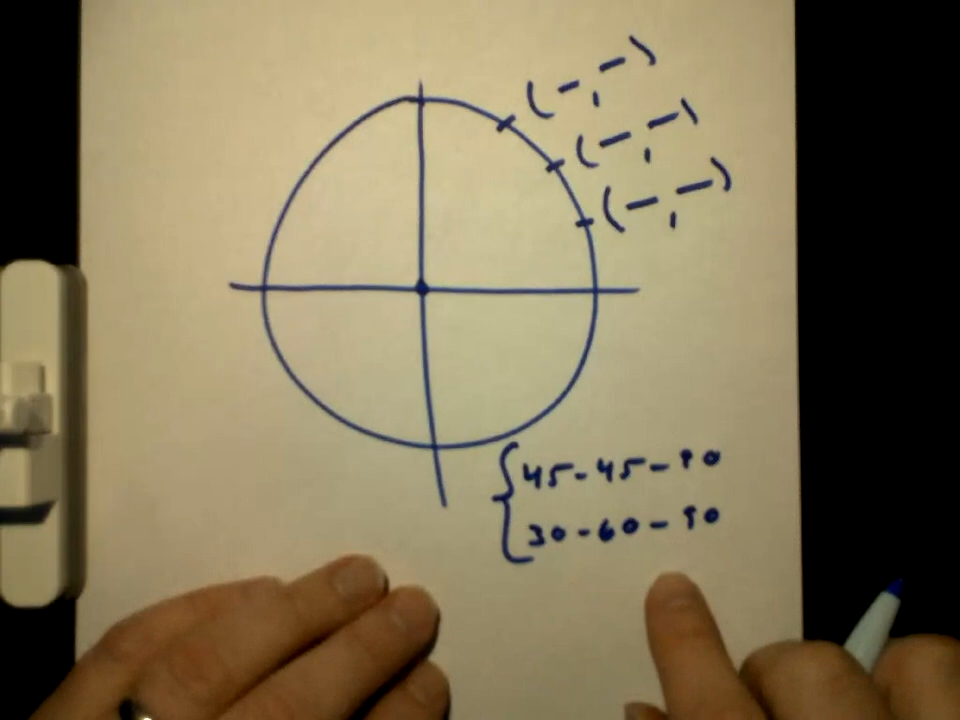 ( _ , _ )
( _ , _ )
( _ , _ )
45-45-90
30-60-90